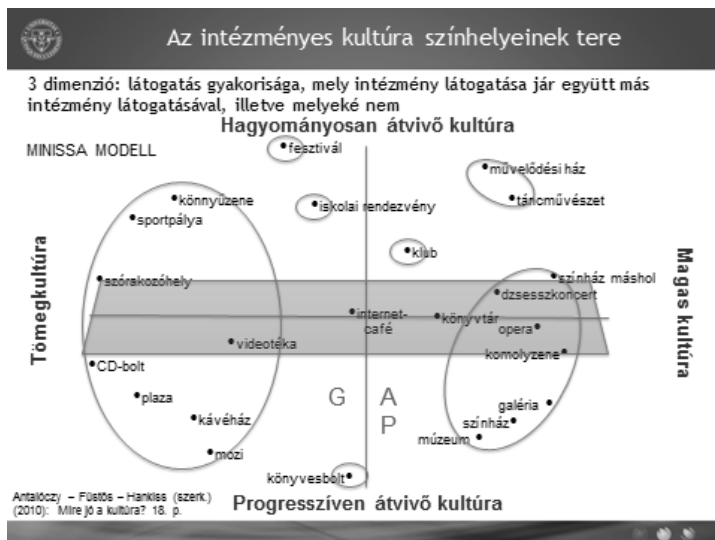 Az intézményes kultúra színhelyeinek tere
3 dimenzió: látogatás gyakorisága, mely intézmény látogatása jár együtt más
intézmény látogatásával, illetve melyeké nem
Hagyományosan átvivő kultúra
MINISSA MODELL
fesztivál
művelődési ház
könnyűzene
iskolai rendezvény
táncművészet
sportpálya
klub
Tömegkultúra
Magas kultúra
szórakozóhely
színház máshol
dzsesszkoncert
internet-
café
könyvtár
opera
videotéka
komolyzene
CD-bolt
plaza
G A
P
galéria
kávéház
színház
múzeum
mozi
könyvesbolt
Antalóczy – Füstös – Hankiss (szerk.)
(2010): Mire jó a kultúra? 18. p.
Progresszíven átvivő kultúra